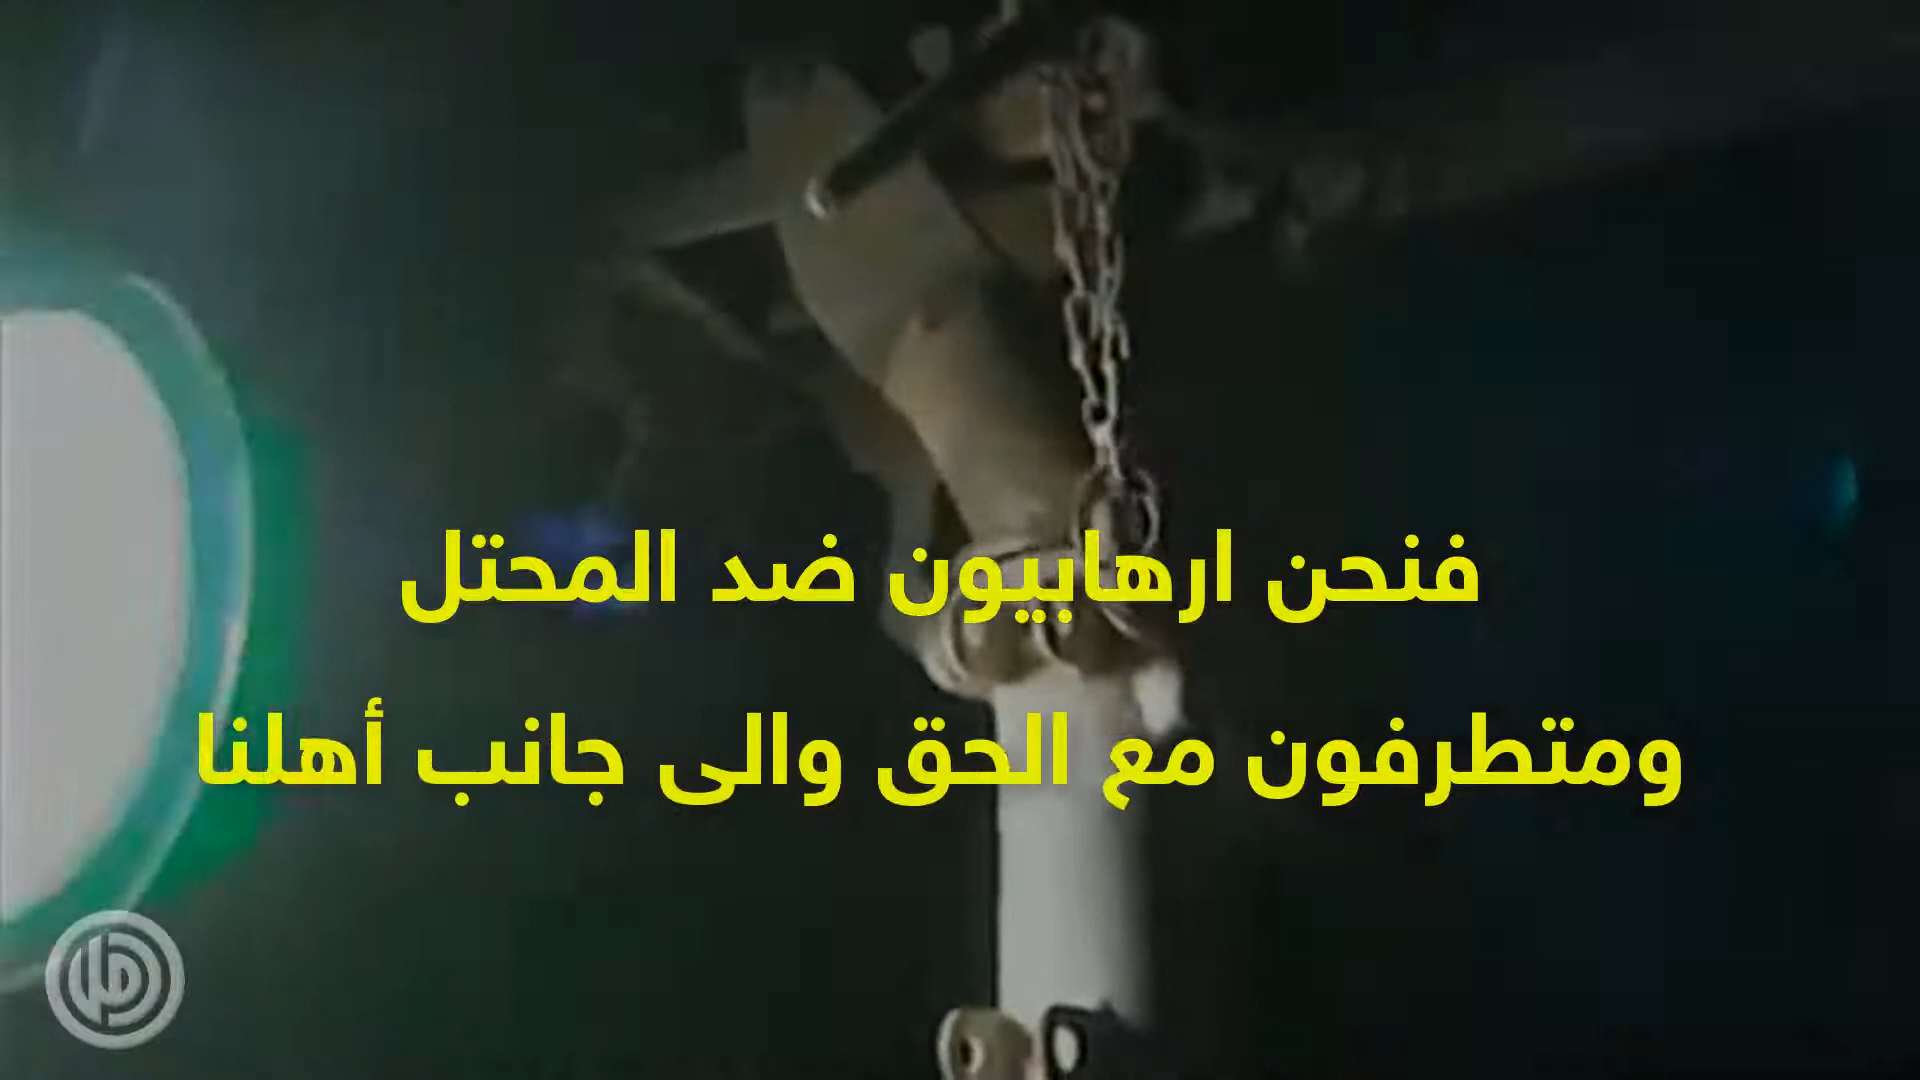 فنحن ارهابيون ضد المحتل
ومتطرفون مع الحق والى جانب أهلنا